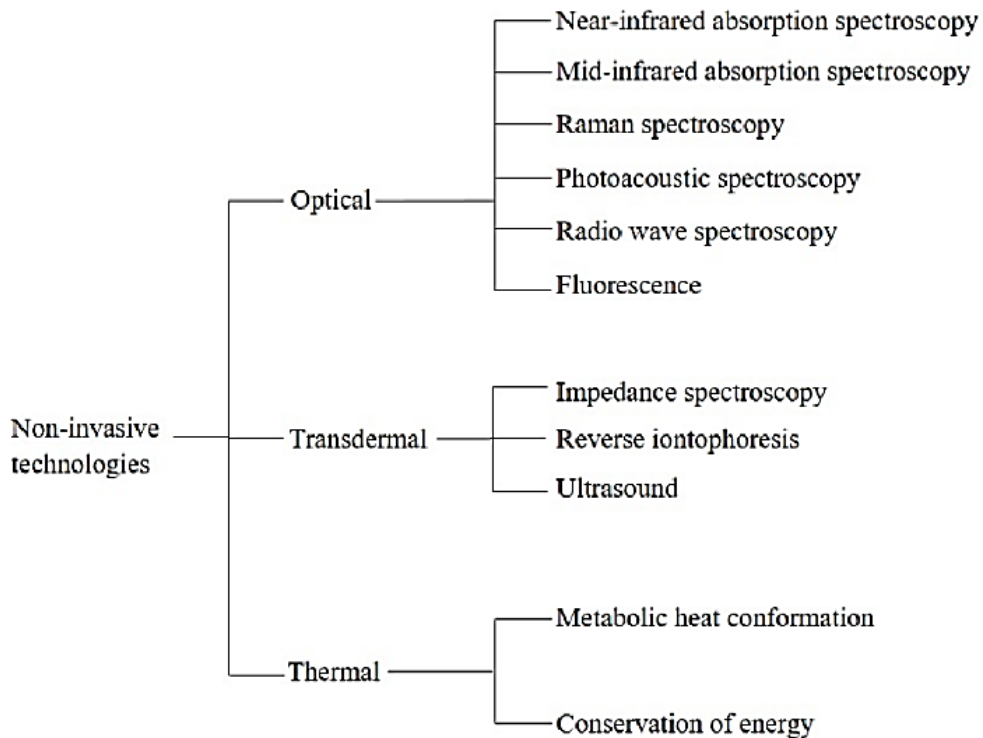 Near-infrared absorption spectroscopy
Mid-infrared absorption spectroscopy
Raman spectroscopy
Photoacoustic spectroscopy
Optical
Radio wave spectroscopy
Fluorescence
Impedance spectroscopy
Non-invasive
technologies
Transdermal
Reverse iontophoresis
Ultrasound
Metabolic heat conformation
Thermal
Conservation of energy